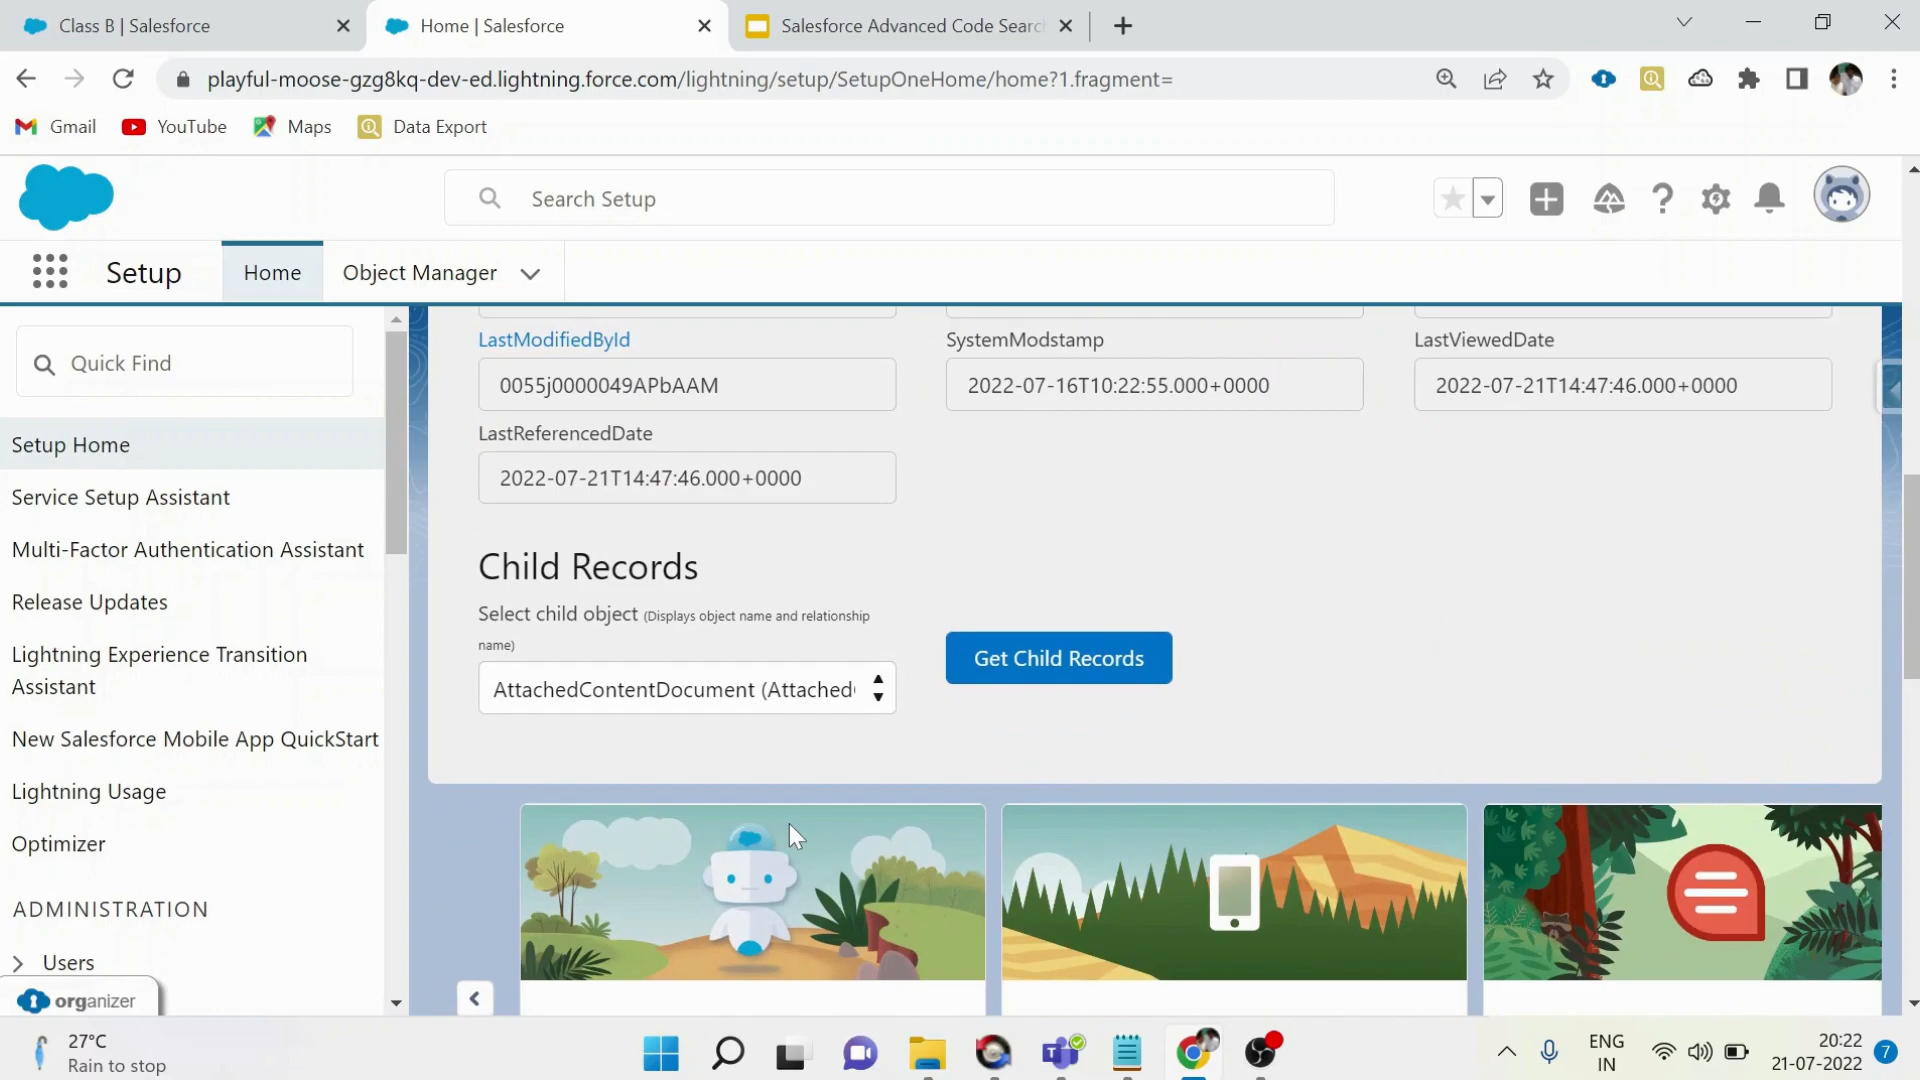 Class B | Salesforce
Home | Salesforce
Salesforce Advanced Code Searc
playful-moose-gzg8kq-dev-ed.lightning.force.com/lightning/setup/SetupOneHome/home?1.fragment=
Gmail
YouTube
Maps
Data Export
Search Setup
Setup
Home
Object Manager
Quick Find
Setup Home
Service Setup Assistant
Multi-Factor Authentication Assistant
Release Updates
Lightning Experience Transition
Assistant
New Salesforce Mobile App QuickStart
Lightning Usage
Optimizer
ADMINISTRATION
Users
organizer
LastModifiedById
0055j0000049APbAAM
SystemModstamp
2022-07-16T10:22:55.000+0000
LastViewedDate
2022-07-21T14:47:46.000+0000
LastReferencedDate
2022-07-21T14:47:46.000+0000
Child Records
Select child object (Displays object name and relationship
name)
AttachedContentDocument (Attached
Get Child Records
27°C
Rain to stop
ENG
IN
20:22
21-07-2022
7